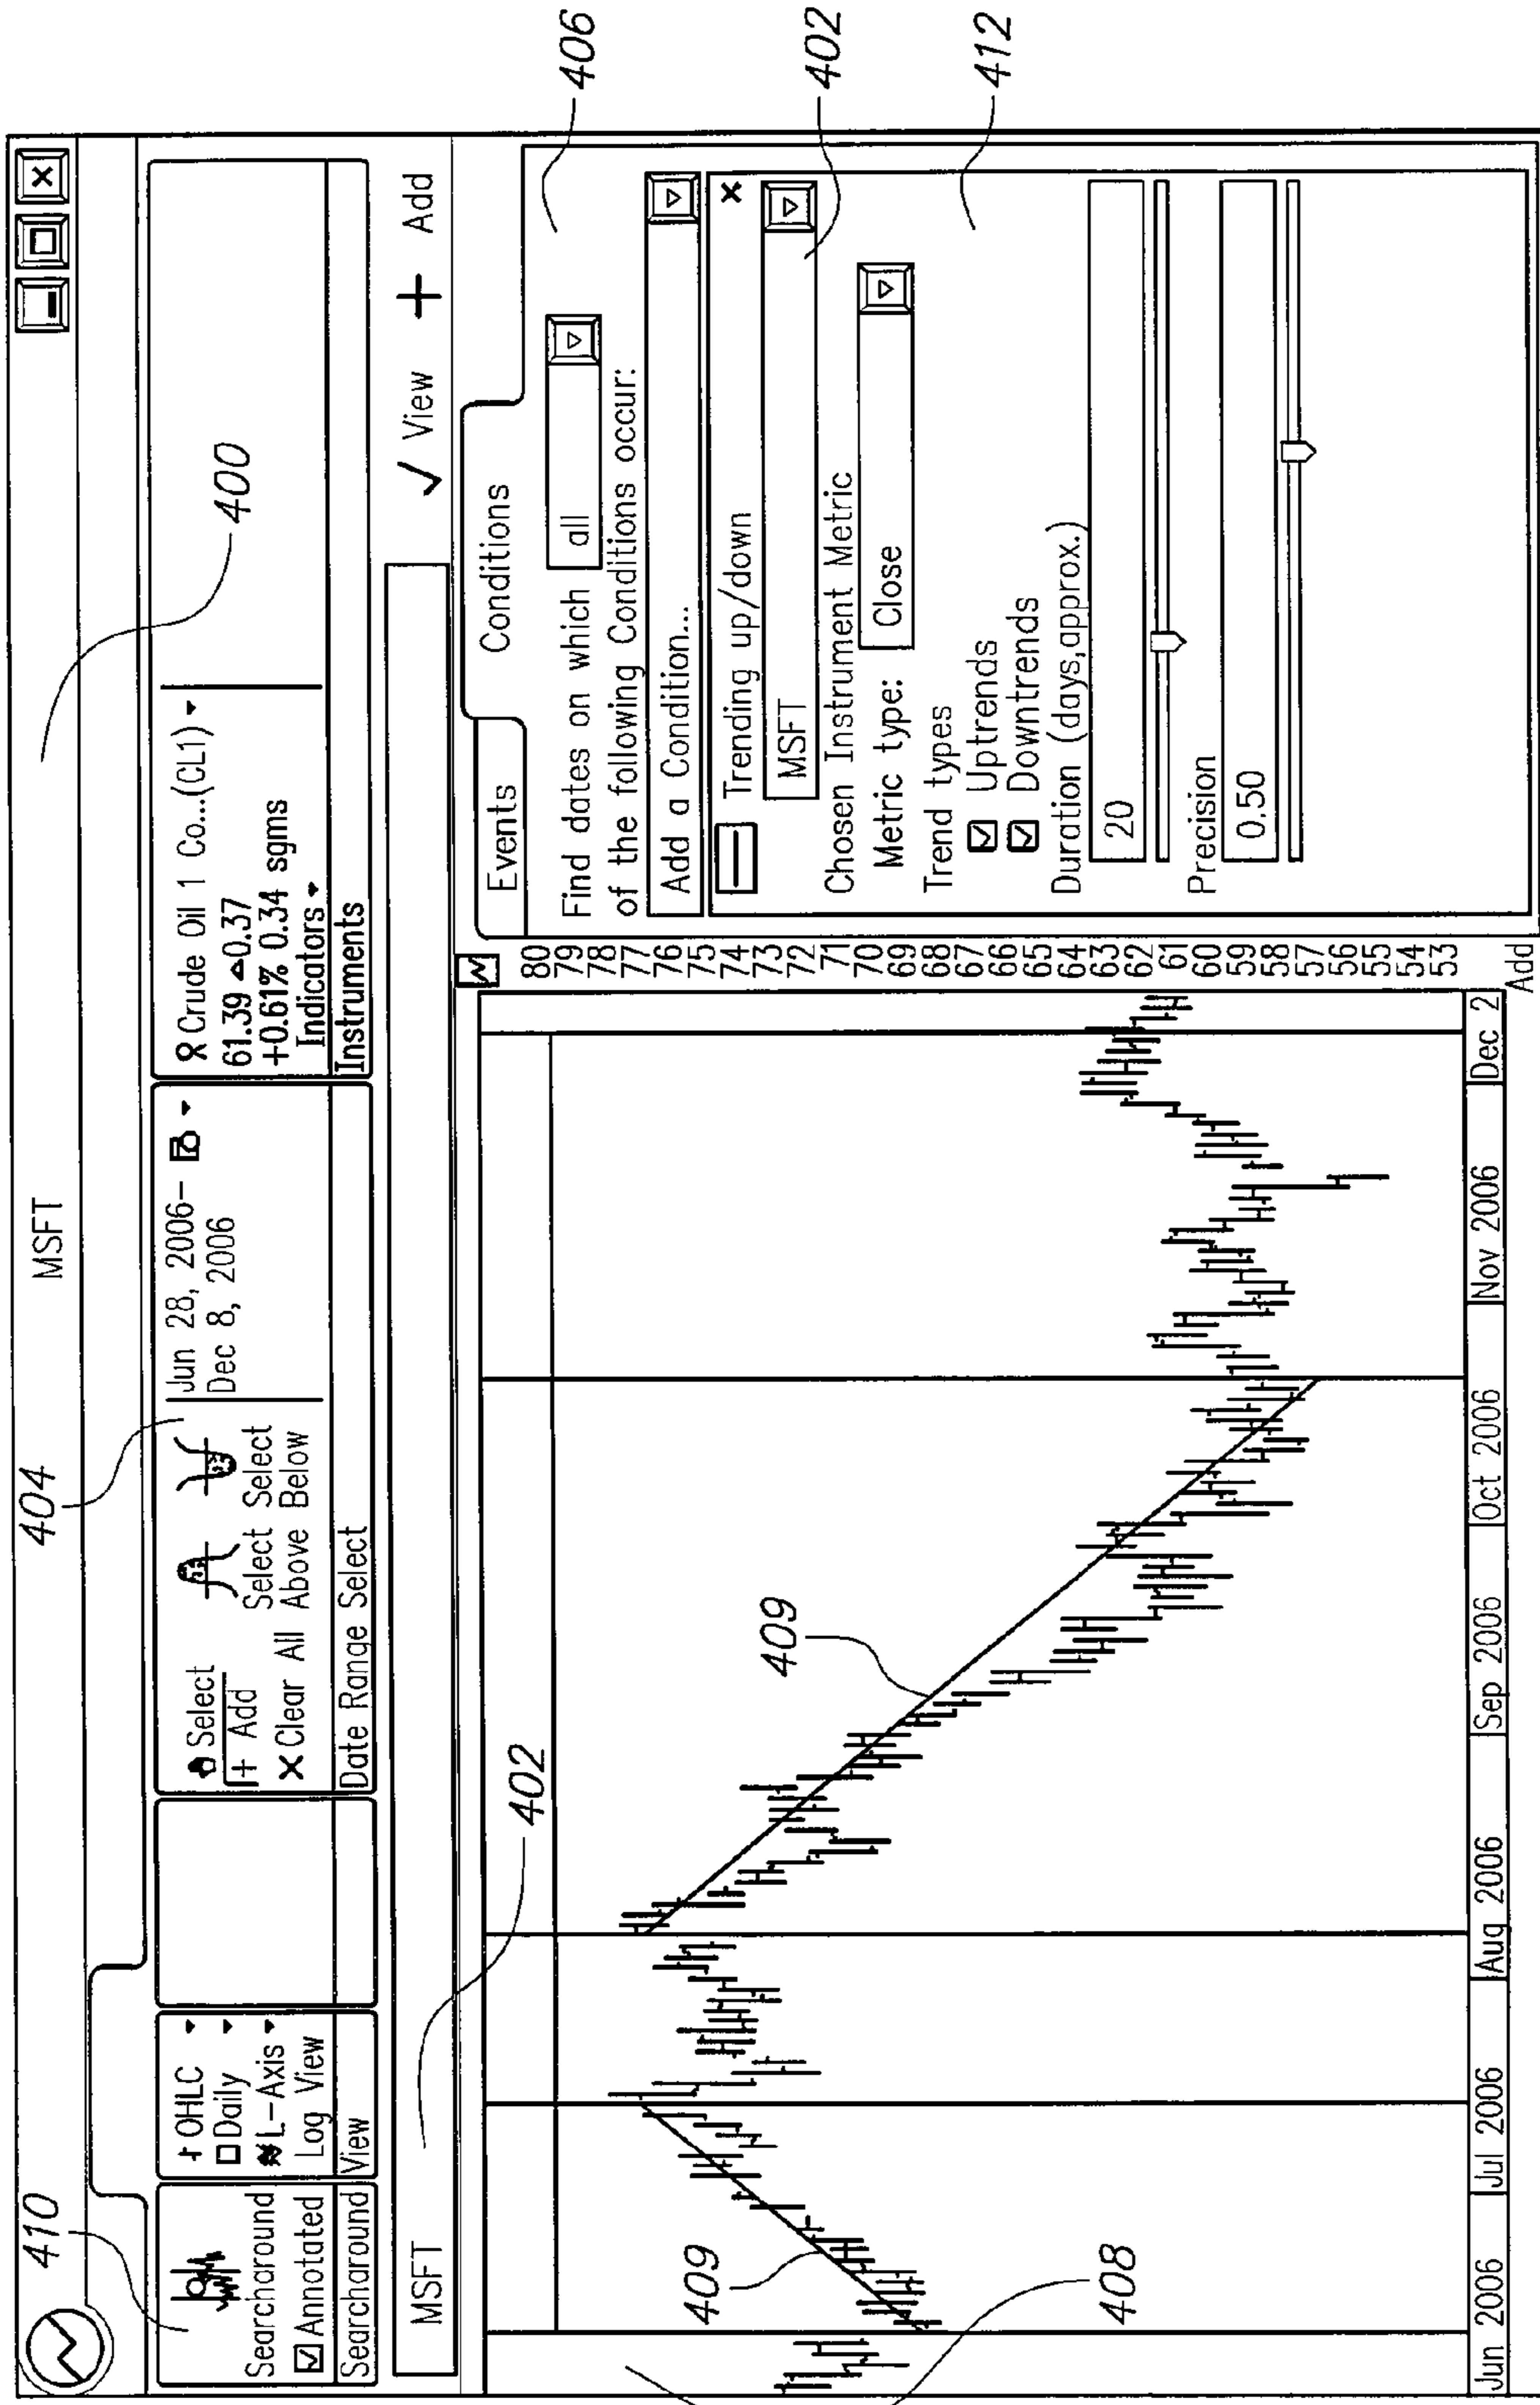 MSFT
404
400
410
Searcharound
Annotated
Searcharound
OHLC
Daily
L-Axis
Log View
View
Select
+ Add
Clear All
Select Above
Select Below
Jun 28, 2006-
Dec 8, 2006
Date Range Select
Crude Oil 1 Co...(CL1)
61.39 0.37
+0.61% 0.34 sgms
Indicators
Instruments
MSFT
402
View + Add
Events
Conditions
406
Find dates on which all
of the following Conditions occur:
Add a Condition...
Trending up/down
x
MSFT
402
Chosen Instrument Metric
Metric type: Close
Trend types
Uptrends
Downtrends
412
Duration (days,approx.)
20
Precision
0.50
80
79
78
77
76
75
74
73
72
71
70
69
68
67
66
65
64
63
62
61
60
59
58
57
56
55
54
53
Add
409
409
408
Jun 2006
Jul 2006
Aug 2006
Sep 2006
Oct 2006
Nov 2006
Dec 2